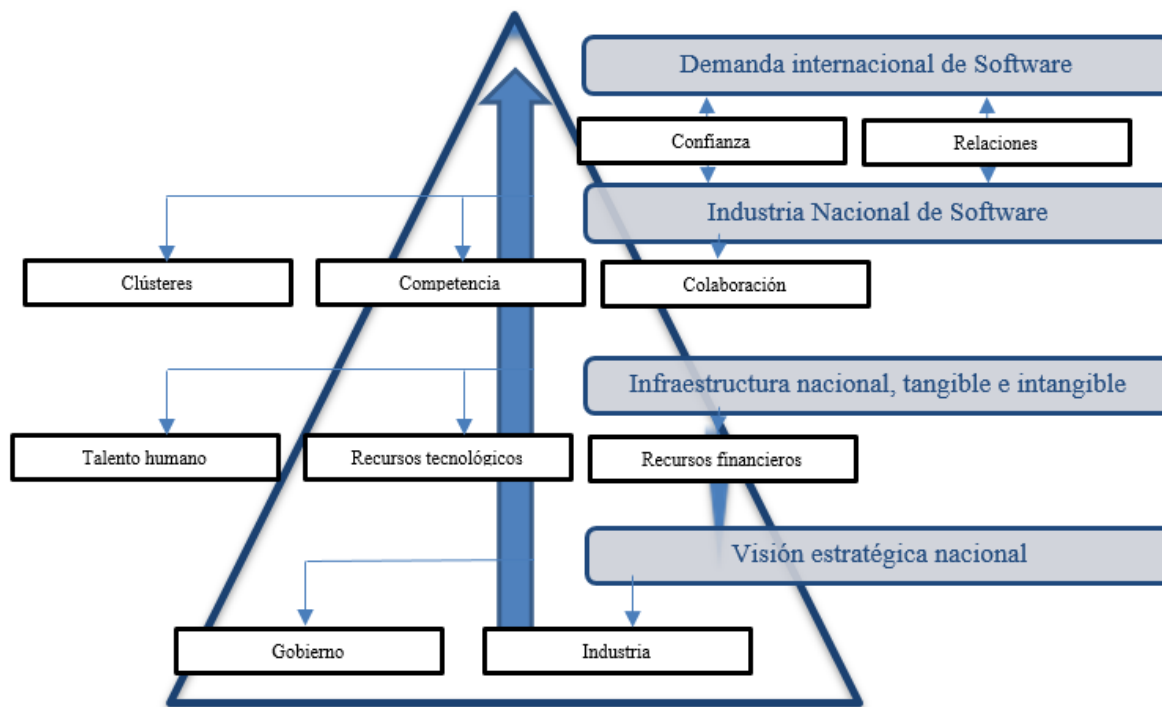 Demanda internacional de Software
Confianza
Relaciones
Industria Nacional de Software
Clústeres
Competencia
Colaboración
Infraestructura nacional, tangible e intangible
Talento humano
Recursos tecnológicos
Recursos financieros
Visión estratégica nacional
Gobierno
Industria